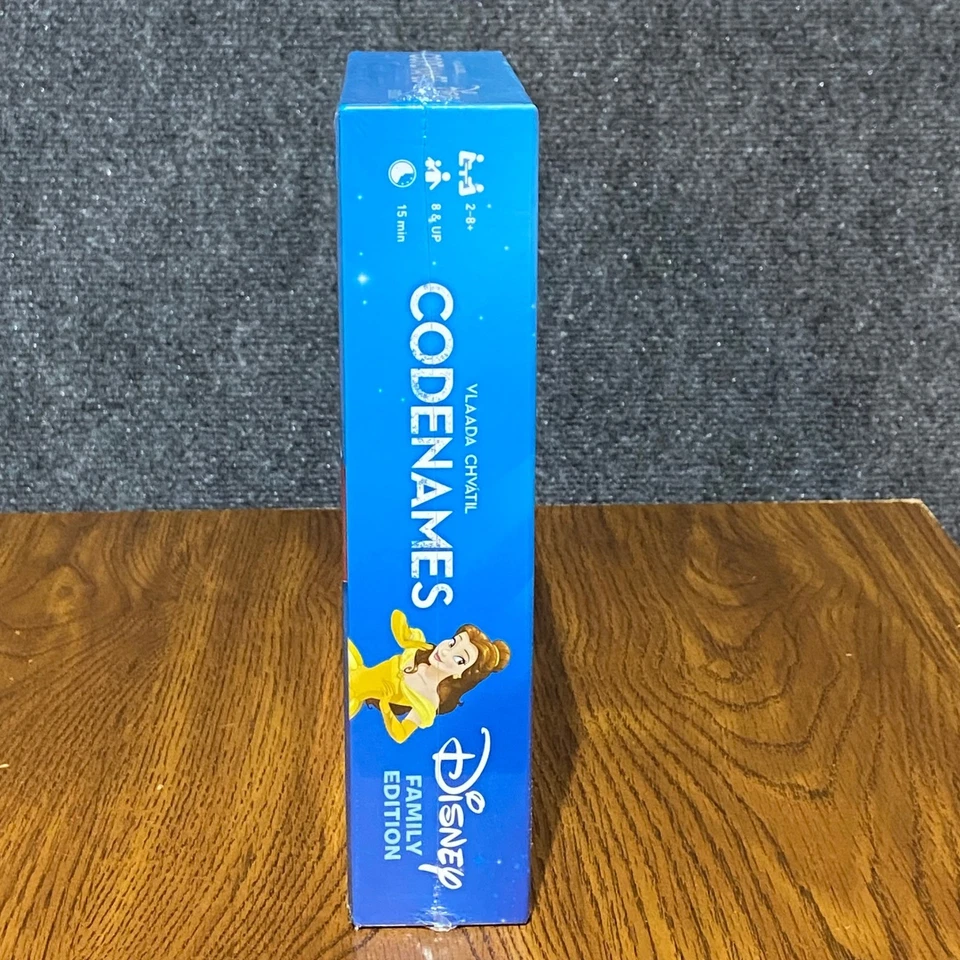 2-8+
8 & UP
15 min
VLAADA CHVÁTIL
CODENAMES
Disney
FAMILY
EDITION